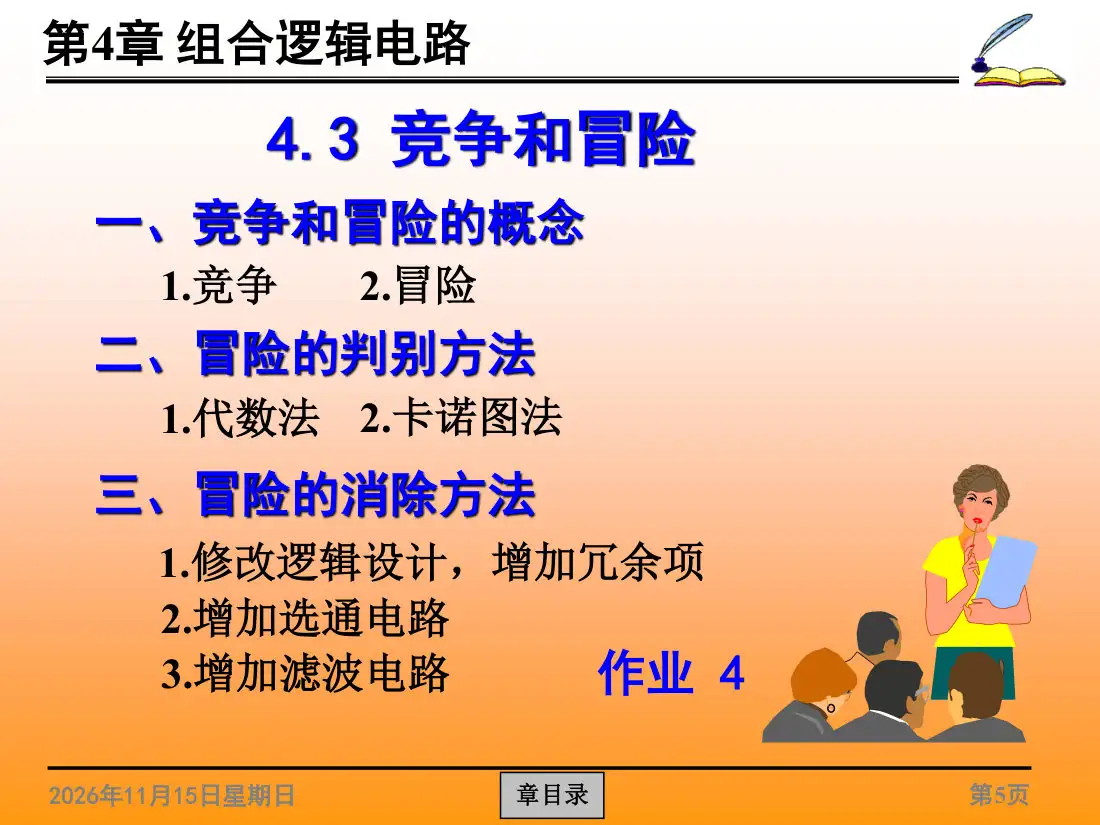 第4章 组合逻辑电路
4.3 竞争和冒险
一、竞争和冒险的概念
1.竞争 2.冒险
二、冒险的判别方法
1.代数法 2.卡诺图法
三、冒险的消除方法
1.修改逻辑设计，增加冗余项
2.增加选通电路
3.增加滤波电路
作业 4
2026年11月15日星期日 章目录 第5页